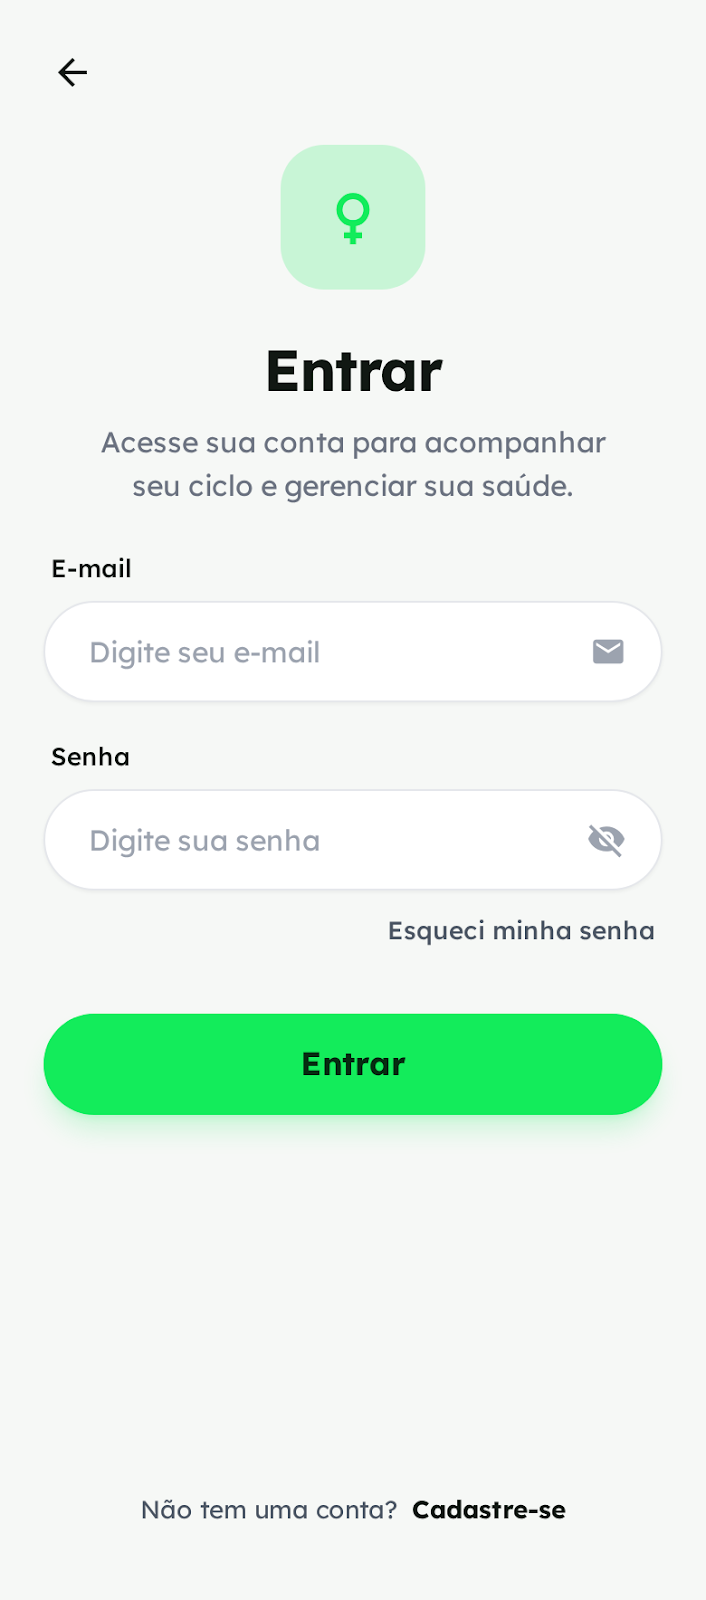 Entrar
Acesse sua conta para acompanhar
seu ciclo e gerenciar sua saúde.
E-mail
Digite seu e-mail
Senha
Digite sua senha
Esqueci minha senha
Entrar
Não tem uma conta? Cadastre-se